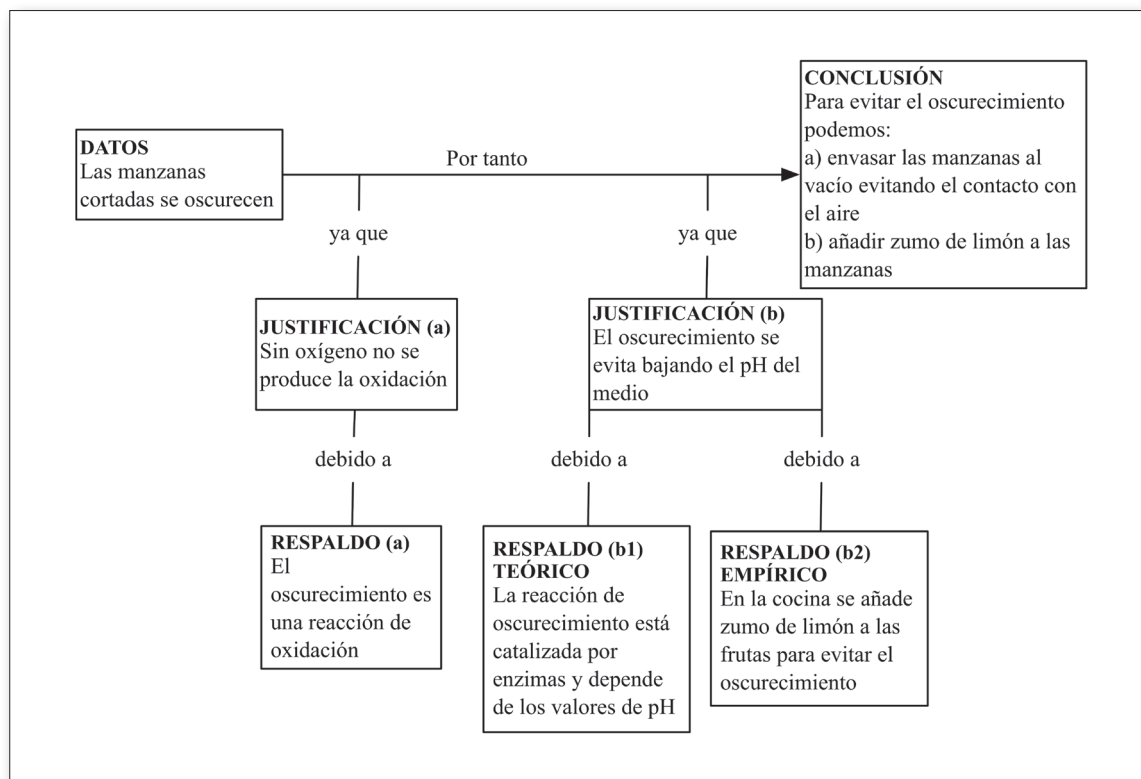 DATOS
Las manzanas
cortadas se oscurecen
Por tanto
CONCLUSIÓN
Para evitar el oscurecimiento
podemos:
a) envasar las manzanas al
vacío evitando el contacto con
el aire
b) añadir zumo de limón a las
manzanas
ya que
ya que
JUSTIFICACIÓN (a)
Sin oxígeno no se
produce la oxidación
JUSTIFICACIÓN (b)
El oscurecimiento se
evita bajando el pH del
medio
debido a
debido a
debido a
RESPALDO (a)
El
oscurecimiento es
una reacción de
oxidación
RESPALDO (b1)
TEÓRICO
La reacción de
oscurecimiento está
catalizada por
enzimas y depende
de los valores de pH
RESPALDO (b2)
EMPÍRICO
En la cocina se añade
zumo de limón a las
frutas para evitar el
oscurecimiento